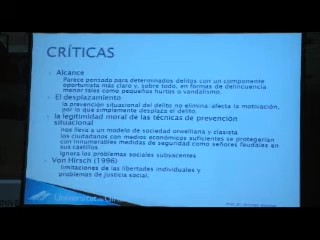 CRÍTICAS
Alcance
Parece pensado para determinados delitos con un componente
oportunista más claro y, sobre todo, en formas de delincuencia
menor tales como pequeños hurtos o vandalismo.
El desplazamiento
la prevención situacional del delito no elimina: afecta la motivación,
por lo que simplemente desplaza el delito.
la legitimidad moral de las técnicas de prevención
situacional
nos lleva a un modelo de sociedad orwelliana y clasista
los ciudadanos con medios económicos suficientes se protegerían
con innumerables medidas de seguridad como señores feudales en
sus castillos
Ignora los problemas sociales subyacentes
Von Hirsch (1996)
limitaciones de las libertades individuales y
problemas de justicia social.
Universitat